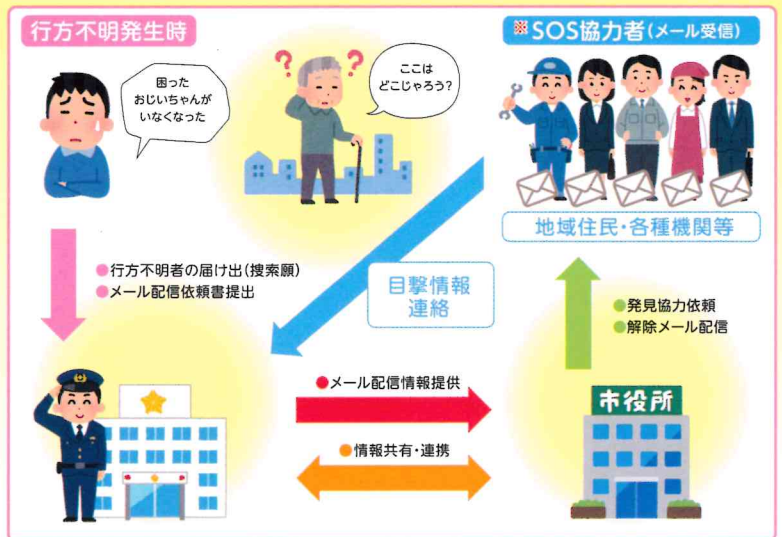 行方不明発生時
困った
おじいちゃんが
いなくなった
?
?
ここは
どこじゃろう?
※SOS協力者(メール受信)
地域住民・各種機関等
●行方不明者の届け出(捜索願)
●メール配信依頼書提出
目撃情報
連絡
●発見協力依頼
●解除メール配信
●メール配信情報提供
●情報共有・連携
市役所